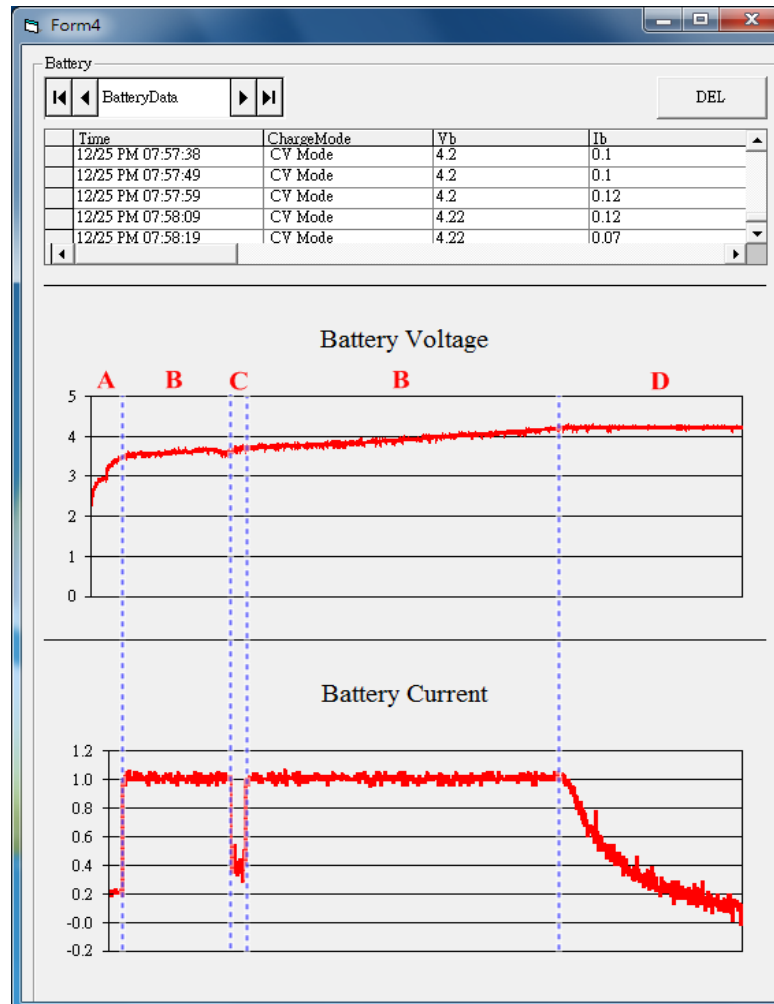 Form4
Battery
BatteryData DEL
Time ChargeMode Vb Ib
12/25 PM 07:57:38 CV Mode 4.2 0.1
12/25 PM 07:57:49 CV Mode 4.2 0.1
12/25 PM 07:57:59 CV Mode 4.2 0.12
12/25 PM 07:58:09 CV Mode 4.22 0.12
12/25 PM 07:58:19 CV Mode 4.22 0.07
Battery Voltage
A B C B D
5
4
3
2
1
0
Battery Current
1.2
1.0
0.8
0.6
0.4
0.2
-0.0
-0.2